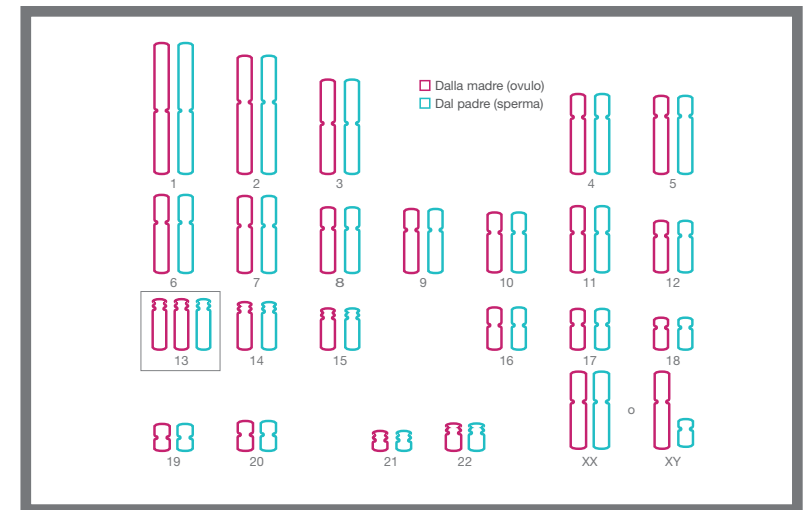 Dalla madre (ovulo)
Dal padre (sperma)
1 2 3 4 5
6 7 8 9 10 11 12
13 14 15 16 17 18
o
19 20 21 22 XX XY